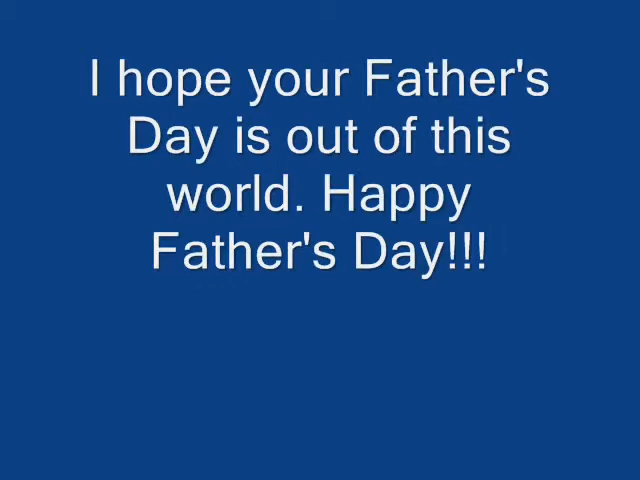 I hope your Father's
Day is out of this
world. Happy
Father's Day!!!